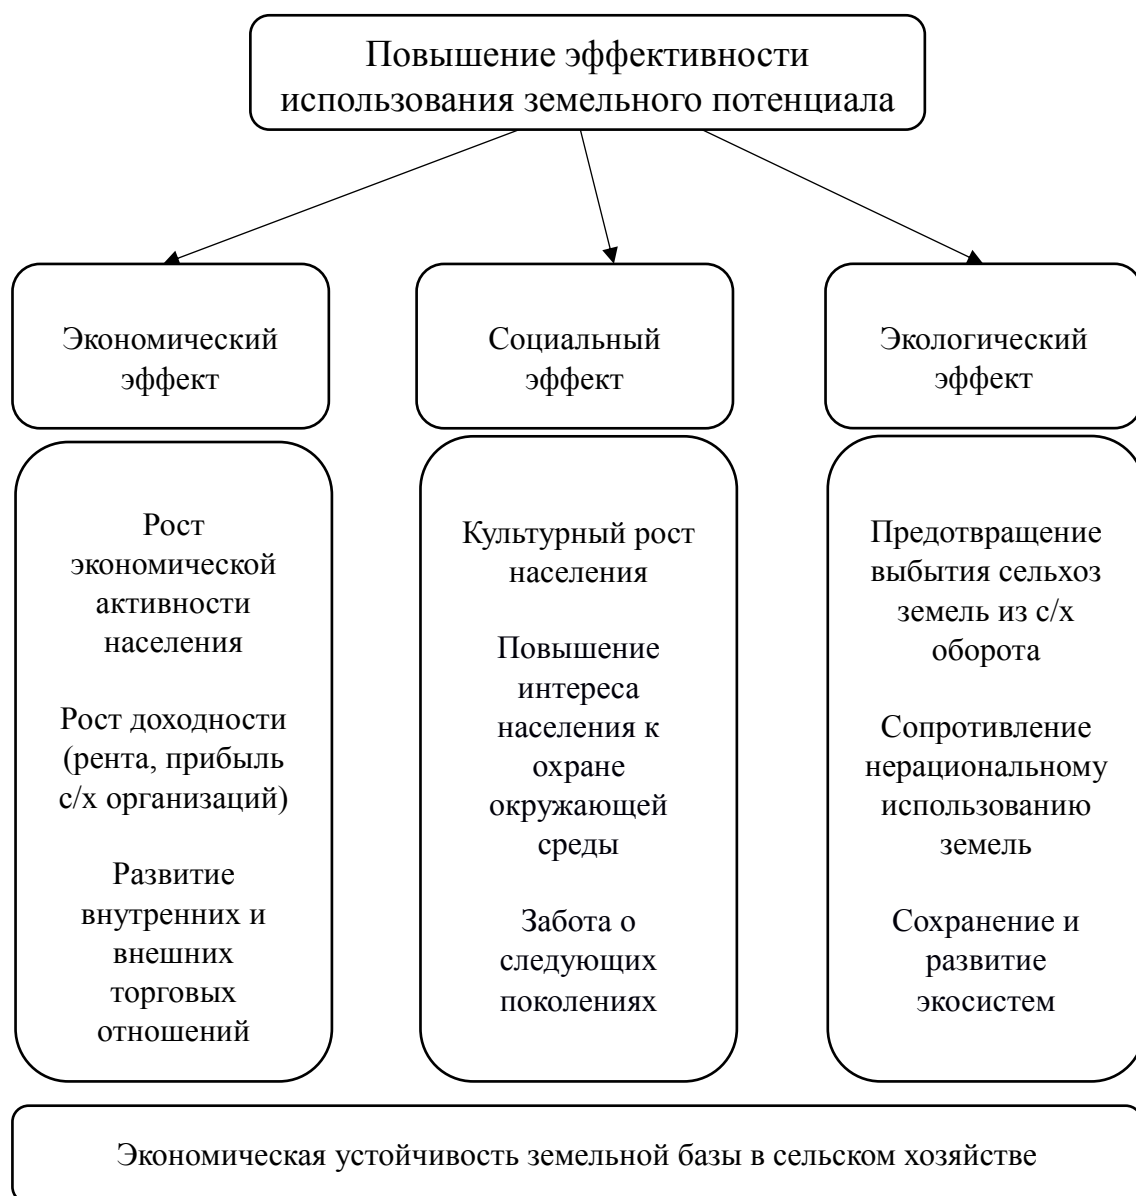 Повышение эффективности
использования земельного потенциала
Экономический
эффект
Социальный
эффект
Экологический
эффект
Рост
экономической
активности
населения
Рост доходности
(рента, прибыль
с/х организаций)
Развитие
внутренних и
внешних
торговых
отношений
Культурный рост
населения
Повышение
интереса
населения к
охране
окружающей
среды
Забота о
следующих
поколениях
Предотвращение
выбытия сельхоз
земель из с/х
оборота
Сопротивление
нерациональному
использованию
земель
Сохранение и
развитие
экосистем
Экономическая устойчивость земельной базы в сельском хозяйстве